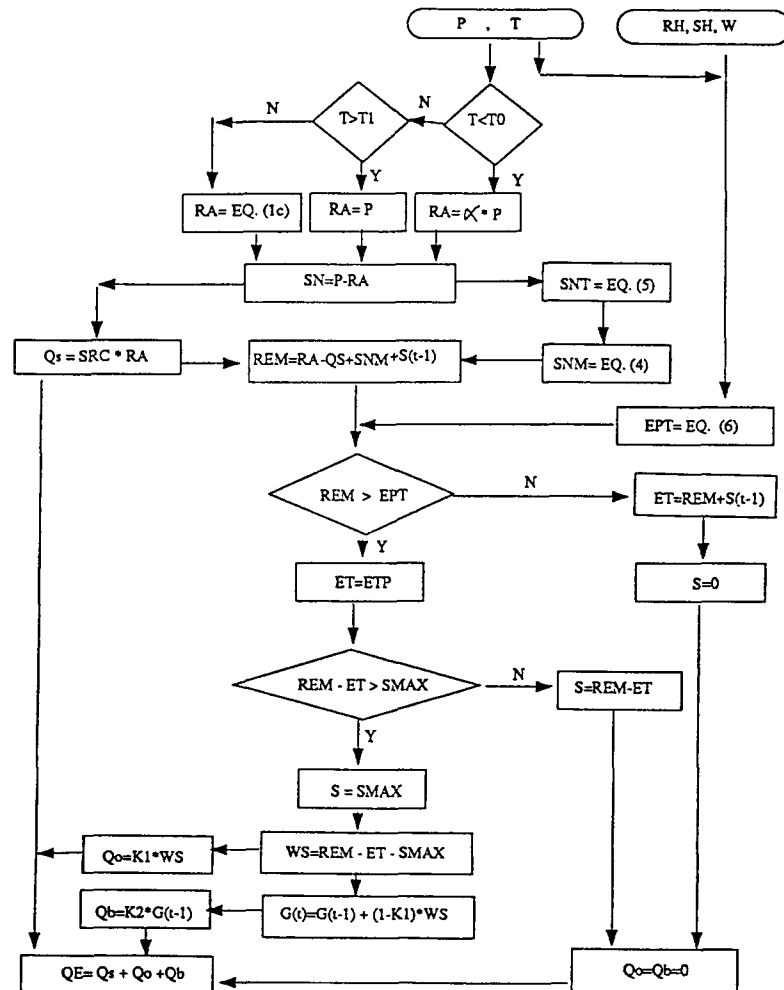 P , T
RH, SH, W
N
N
T>T1
T<T0
Y
Y
RA= EQ. (1c)
RA= P
RA=∝* P
SN=P-RA
SNT = EQ. (5)
Qs = SRC * RA
REM=RA-QS+SNM+S(t-1)
SNM= EQ. (4)
EPT= EQ. (6)
REM > EPT
N
ET=REM+S(t-1)
Y
ET=ETP
S=0
REM - ET > SMAX
N
S=REM-ET
Y
S = SMAX
Qo=K1*WS
WS=REM - ET - SMAX
Qb=K2*G(t-1)
G(t)=G(t-1) + (1-K1)*WS
QE= Qs + Qo +Qb
Qo=Qb=0